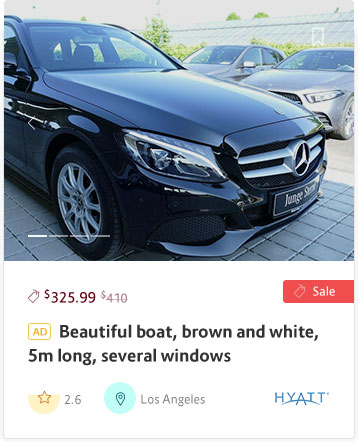 Junge Sterne
$325.99 $410
Sale
AD Beautiful boat, brown and white,
5m long, several windows
2.6
Los Angeles
HYATT